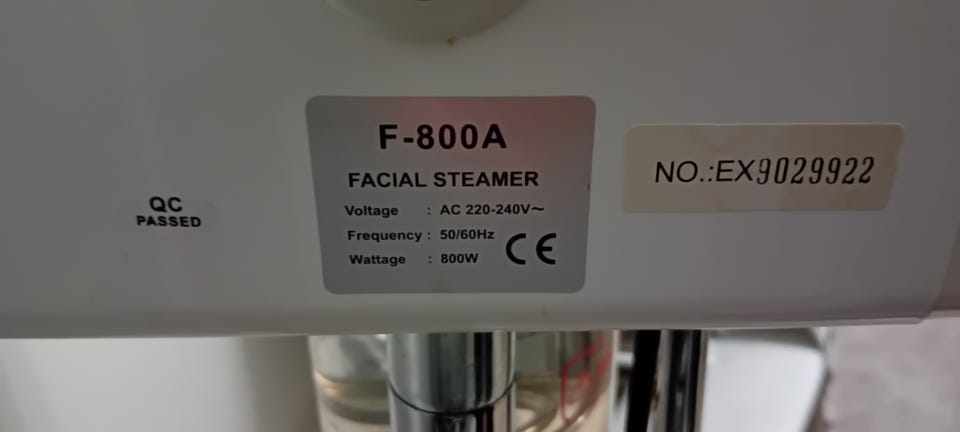 F-800A
FACIAL STEAMER
Voltage : AC 220-240V~
Frequency : 50/60Hz
Wattage : 800W
CE
QC
PASSED
NO.:EX9029922